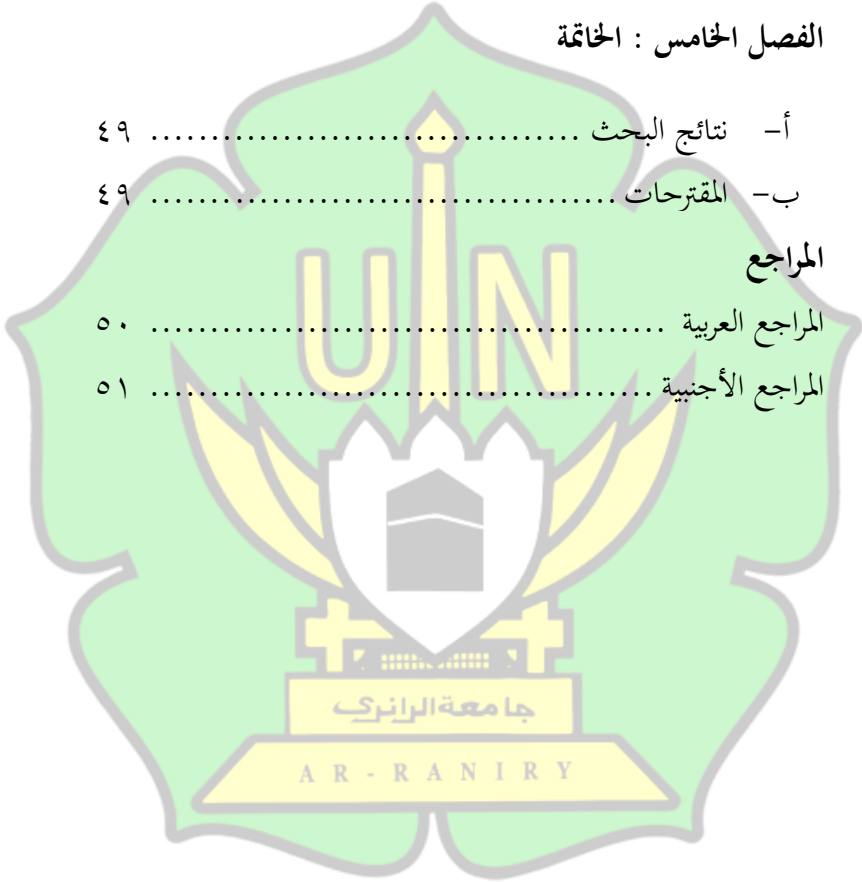 الفصل الخامس : الخاتمة
أ- نتائج البحث .................................... ٤٩
ب- المقترحات ....................................... ٤٩
المراجع
المراجع العربية ........................................... ٥٠
المراجع الأجنبية .......................................... ٥١
UIN
جامعة الرانري
AR-RANIRY